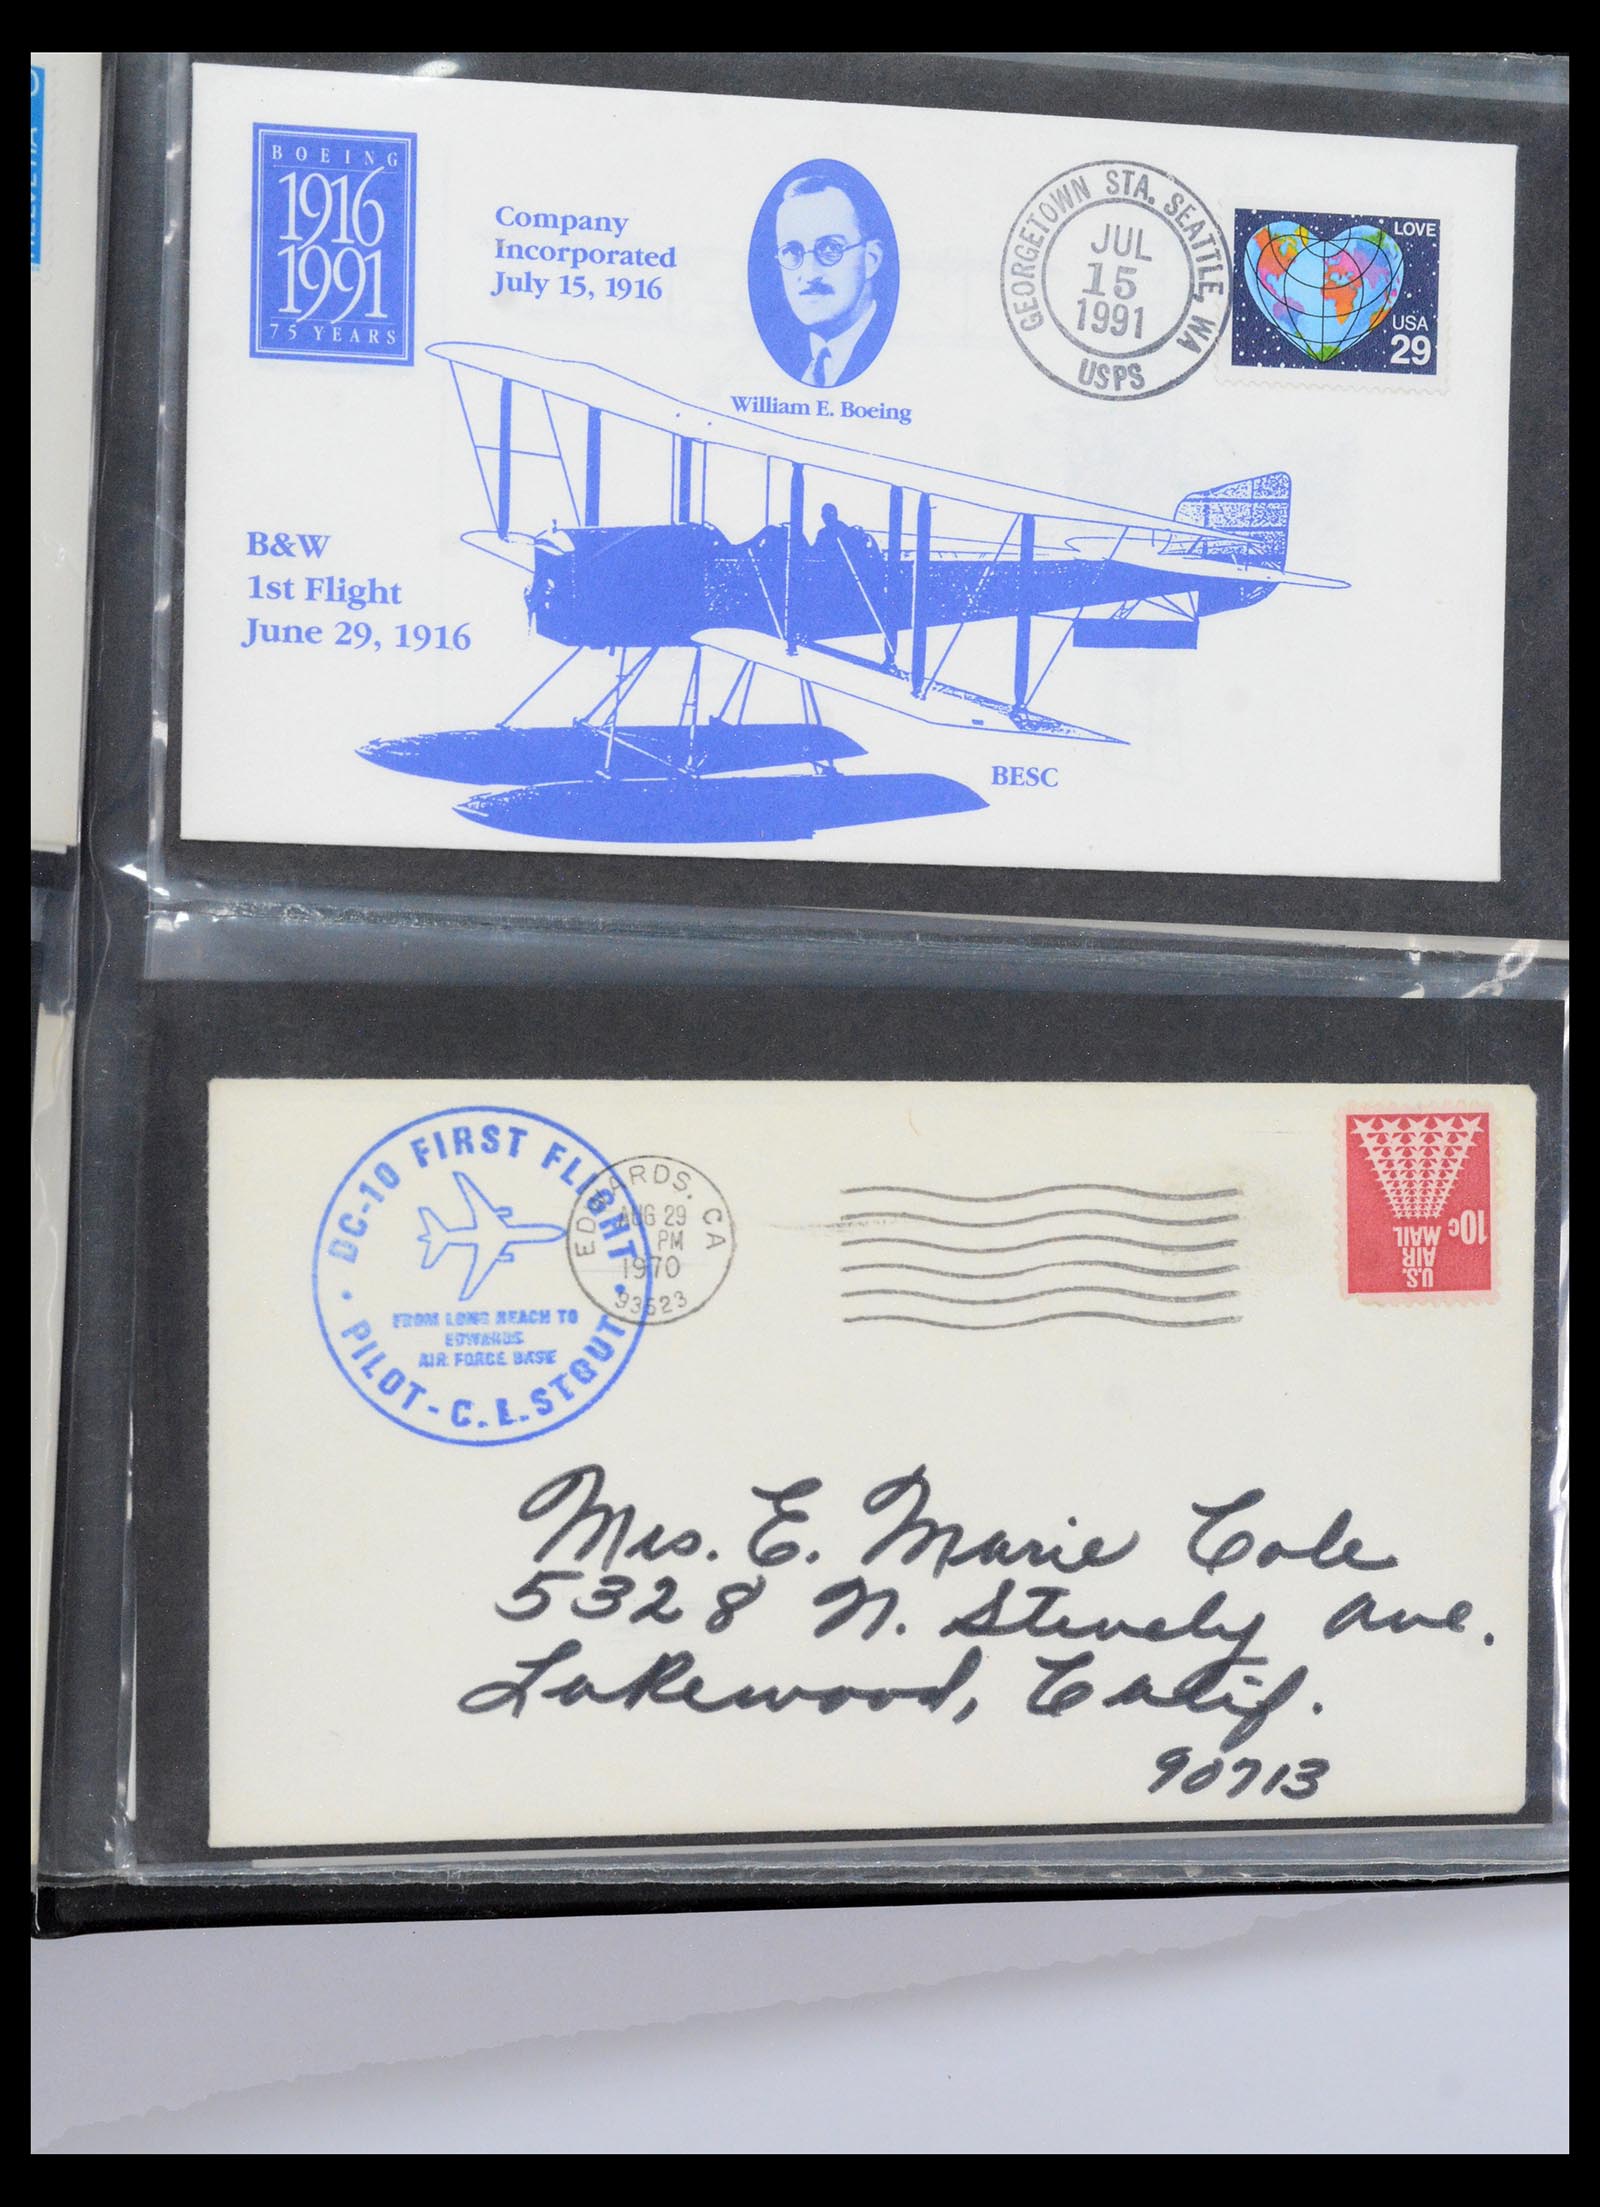 HELVETIA
BOEING
1916
1991
75 YEARS
Company
Incorporated
July 15, 1916
William E. Boeing
GEORGETOWN STA. SEATTLE, WA
JUL
15
1991
USPS
LOVE
USA
29
B&W
1st Flight
June 29, 1916
BESC
DC-10 FIRST FLIGHT
FROM LONG BEACH TO
EDWARDS
AIR FORCE BASE
PILOT - C. L. STOUT
EDWARDS, CA
AUG 29
PM
1970
93523
10c
U.S.
AIR
MAIL
Mrs. E. Marie Cole
5328 N. Stevely Ave.
Lakewood, Calif.
90713